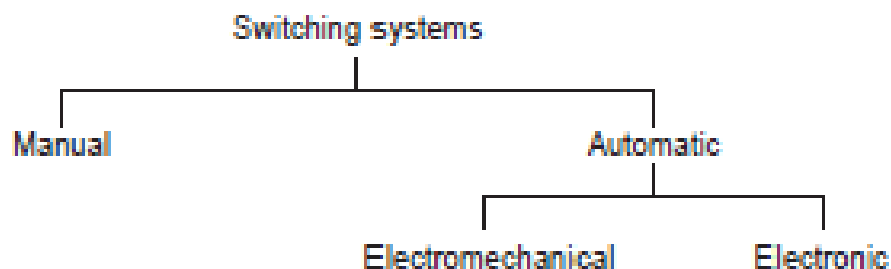 Switching systems
Manual
Automatic
Electromechanical
Electronic